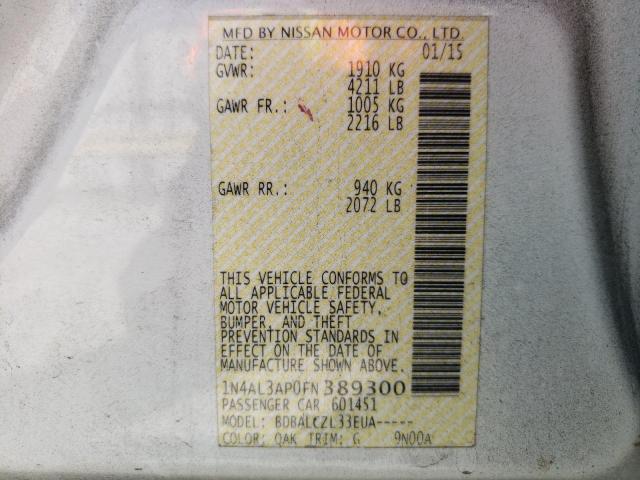 MFD BY NISSAN MOTOR CO., LTD.
DATE: 01/15
GVWR: 1910 KG
4211 LB
GAWR FR.: 1005 KG
2216 LB
GAWR RR.: 940 KG
2072 LB
THIS VEHICLE CONFORMS TO
ALL APPLICABLE FEDERAL
MOTOR VEHICLE SAFETY,
BUMPER, AND THEFT
PREVENTION STANDARDS IN
EFFECT ON THE DATE OF
MANUFACTURE SHOWN ABOVE.
1N4AL3AP0FN389300
PASSENGER CAR 601451
MODEL: BDBALCZL33EUA-----
COLOR: QAK TRIM: G 9N00A